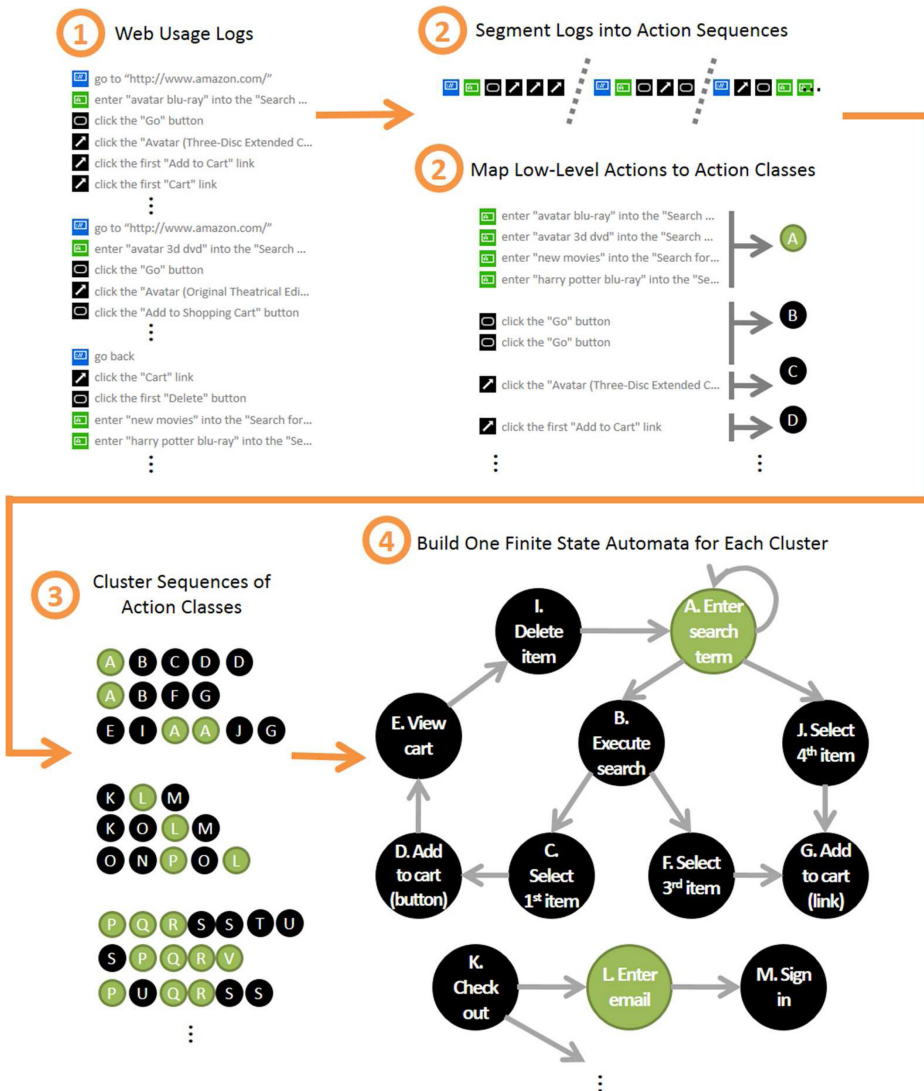 1 Web Usage Logs
go to “http://www.amazon.com/”
enter "avatar blu-ray" into the "Search ...
click the "Go" button
click the "Avatar (Three-Disc Extended C...
click the first "Add to Cart" link
click the first "Cart" link
go to "http://www.amazon.com/"
enter "avatar 3d dvd" into the "Search ...
click the "Go" button
click the "Avatar (Original Theatrical Edi...
click the "Add to Shopping Cart" button
go back
click the "Cart" link
click the first "Delete" button
enter "new movies" into the "Search for...
enter "harry potter blu-ray" into the "Se...
2 Segment Logs into Action Sequences
...
2 Map Low-Level Actions to Action Classes
enter "avatar blu-ray" into the "Search ...
enter "avatar 3d dvd" into the "Search ...
enter "new movies" into the "Search for...
enter "harry potter blu-ray" into the "Se...
A
click the "Go" button
click the "Go" button
B
click the "Avatar (Three-Disc Extended C...
C
click the first "Add to Cart" link
D
3 Cluster Sequences of
Action Classes
A B C D D
A B F G
E I A A J G
K L M
K O L M
O N P O L
P Q R S S T U
S P Q R V
P U Q R S S
4 Build One Finite State Automata for Each Cluster
I.
Delete
item
A. Enter
search
term
E. View
cart
B.
Execute
search
J. Select
4th item
D. Add
to cart
(button)
C.
Select
1st item
F. Select
3rd item
G. Add
to cart
(link)
K.
Check
out
L. Enter
email
M. Sign
in